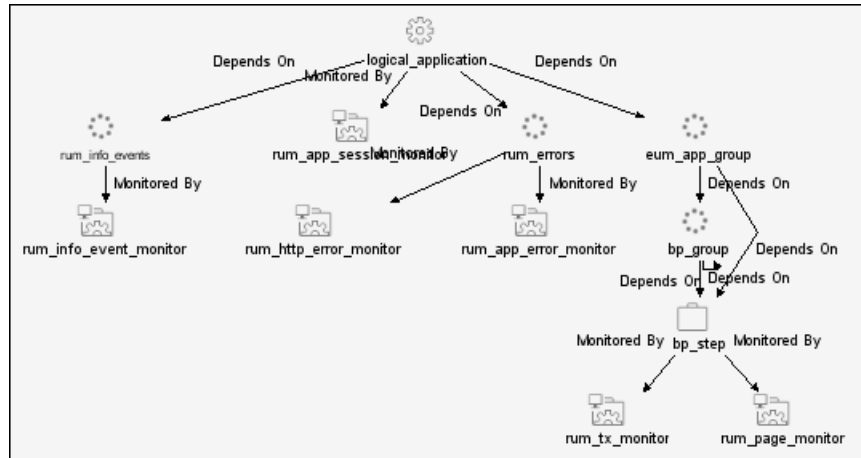 logical_application
Depends On
Depends On
Monitored By
Depends On
rum_info_events
rum_app_session_monitor
Monitored By
rum_errors
eum_app_group
Monitored By
Monitored By
Depends On
rum_info_event_monitor
rum_http_error_monitor
rum_app_error_monitor
bp_group
Depends On
Depends On
Depends On
Monitored By
bp_step
Monitored By
rum_tx_monitor
rum_page_monitor